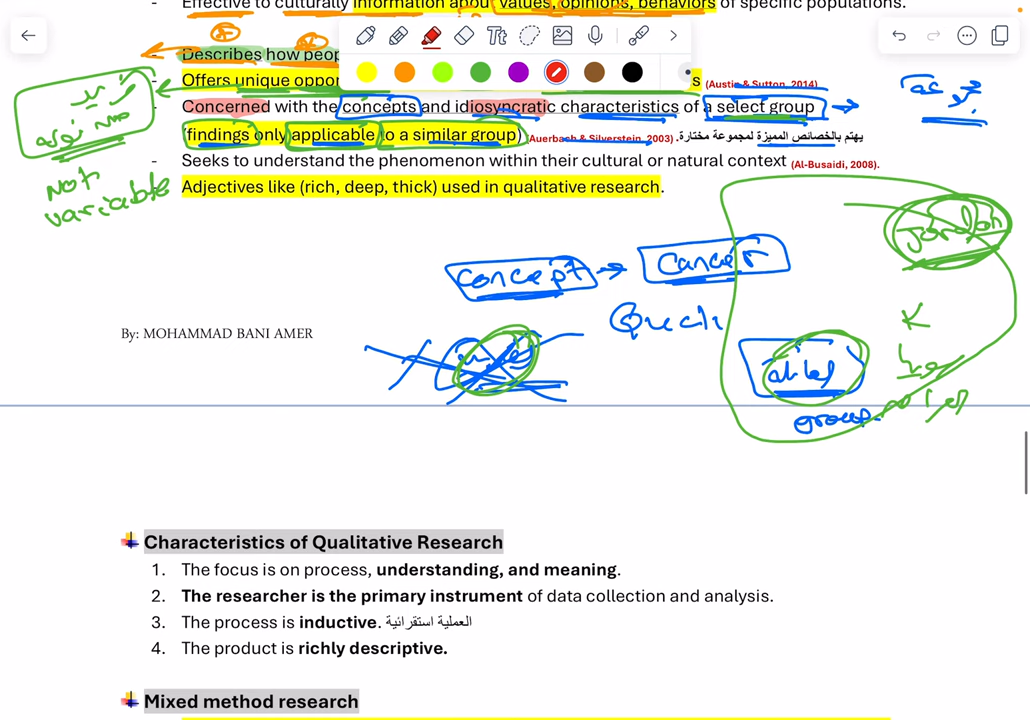 - Effective to culturally information about values, opinions, behaviors of specific populations.
- Describes how peop
Tt
- Offers unique oppor s (Austin & Sutton, 2014)
- Concerned with the concepts and idiosyncratic characteristics of a select group
(findings only applicable to a similar group) (Auerbach & Silverstein, 2003). يهتم بالخصائص المميزة لمجموعة مختارة.
- Seeks to understand the phenomenon within their cultural or natural context (Al-Busaidi, 2008).
- Adjectives like (rich, deep, thick) used in qualitative research.
not
variable
Jordan
concept → cancer
By: MOHAMMAD BANI AMER
group
Characteristics of Qualitative Research
1. The focus is on process, understanding, and meaning.
2. The researcher is the primary instrument of data collection and analysis.
3. The process is inductive. العملية استقرائية
4. The product is richly descriptive.
Mixed method research